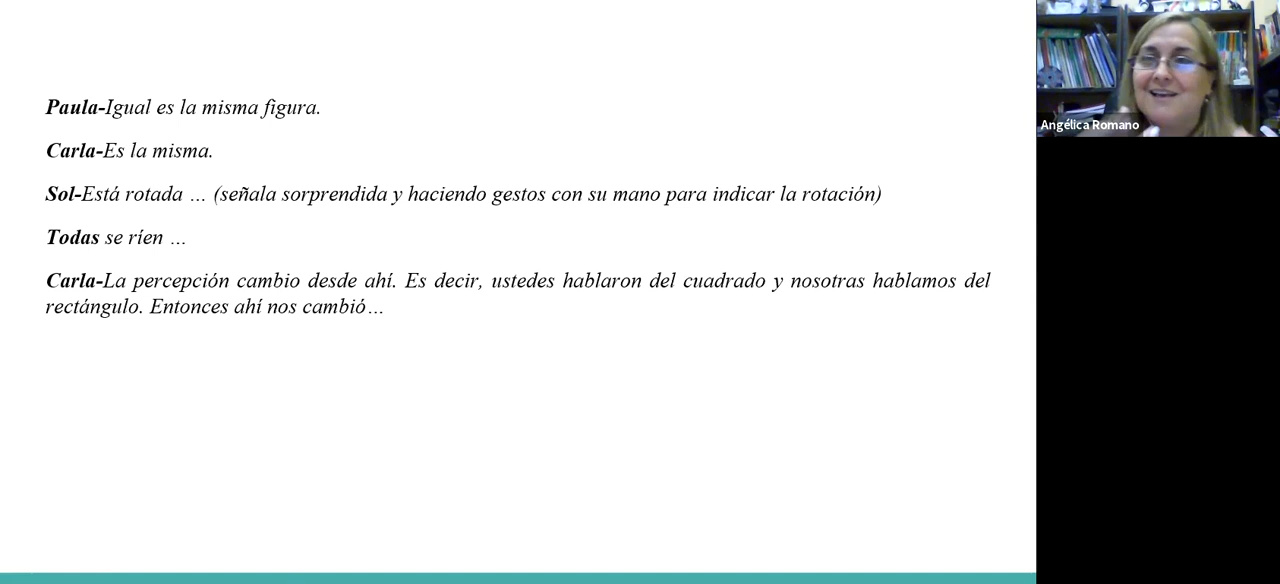 Paula-Igual es la misma figura.
Carla-Es la misma.
Sol-Está rotada … (señala sorprendida y haciendo gestos con su mano para indicar la rotación)
Todas se ríen …
Carla-La percepción cambio desde ahí. Es decir, ustedes hablaron del cuadrado y nosotras hablamos del
rectángulo. Entonces ahí nos cambió…
Angélica Romano